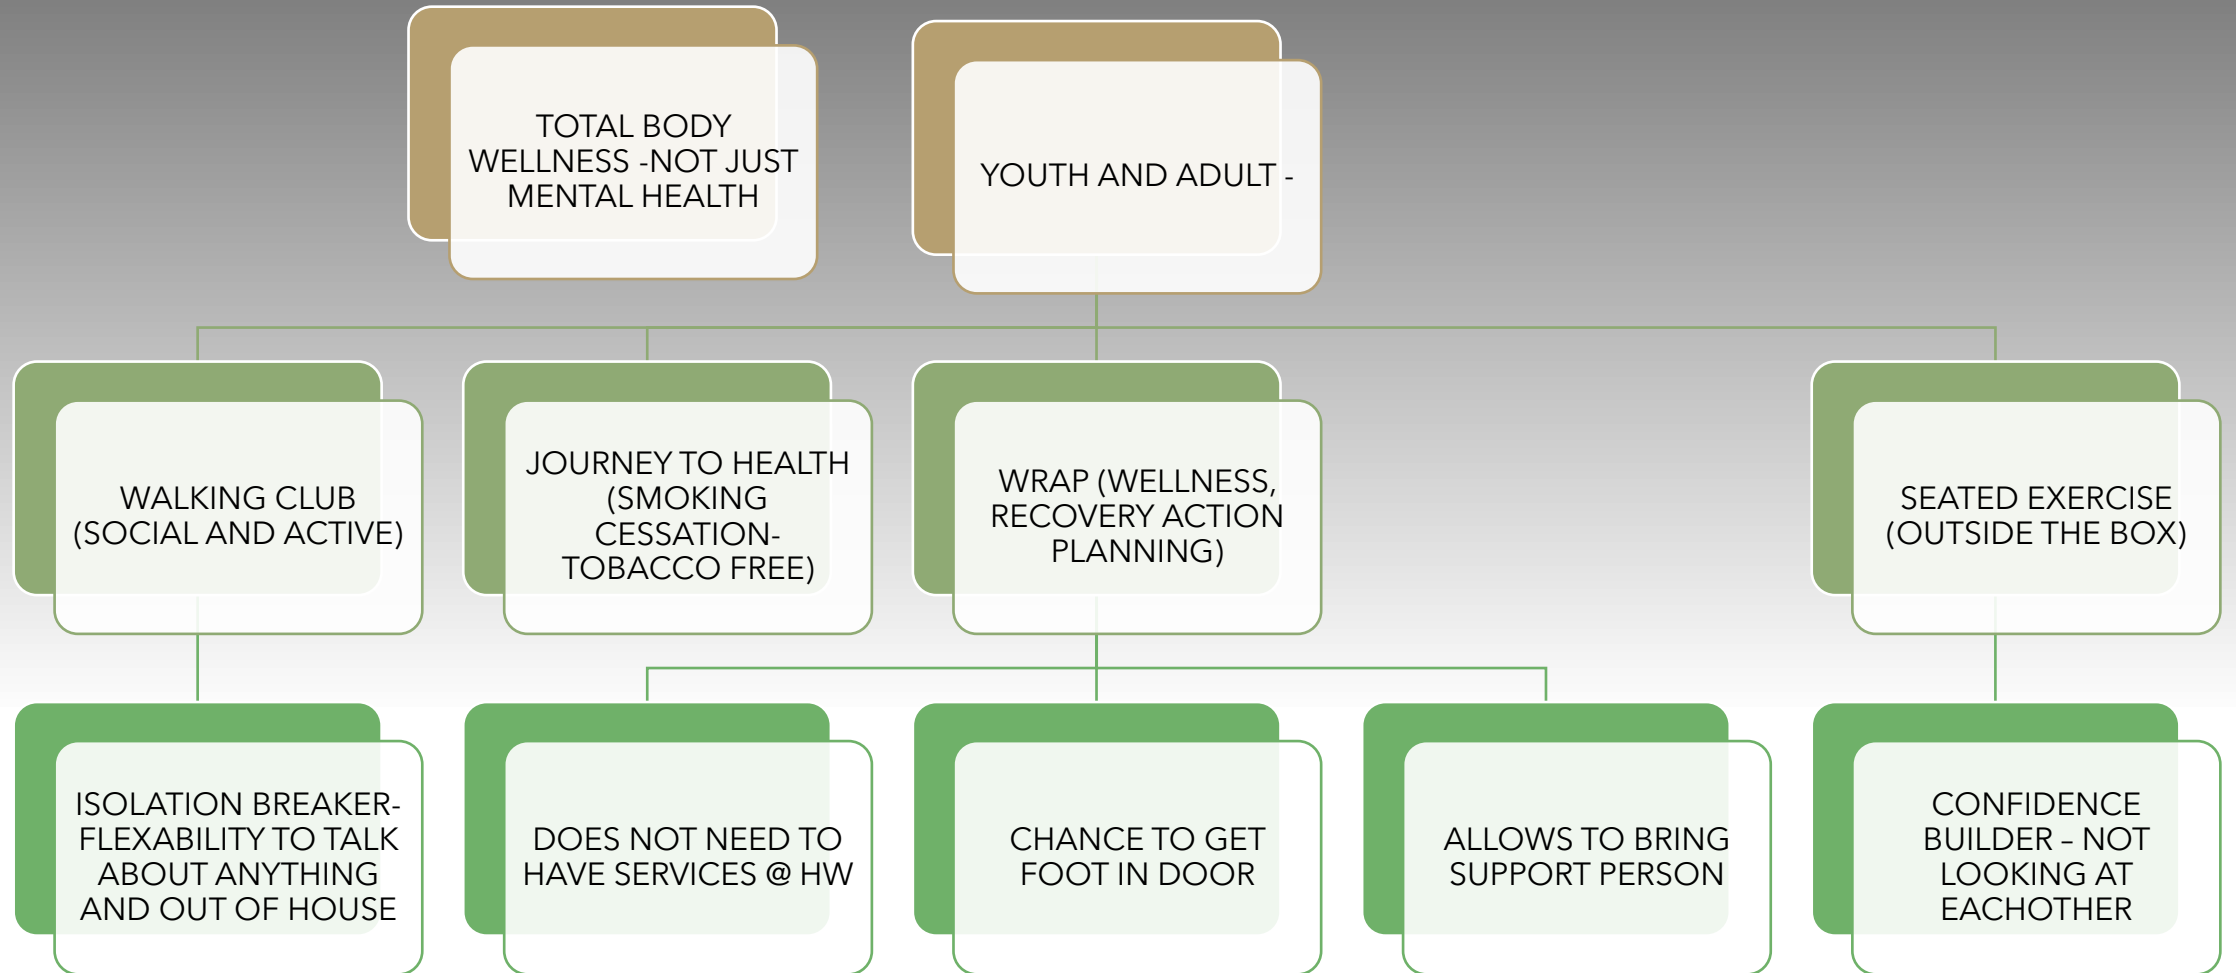 TOTAL BODY
WELLNESS -NOT JUST
MENTAL HEALTH
YOUTH AND ADULT -
WALKING CLUB
(SOCIAL AND ACTIVE)
JOURNEY TO HEALTH
(SMOKING
CESSATION-
TOBACCO FREE)
WRAP (WELLNESS,
RECOVERY ACTION
PLANNING)
SEATED EXERCISE
(OUTSIDE THE BOX)
ISOLATION BREAKER-
FLEXABILITY TO TALK
ABOUT ANYTHING
AND OUT OF HOUSE
DOES NOT NEED TO
HAVE SERVICES @ HW
CHANCE TO GET
FOOT IN DOOR
ALLOWS TO BRING
SUPPORT PERSON
CONFIDENCE
BUILDER – NOT
LOOKING AT
EACHOTHER